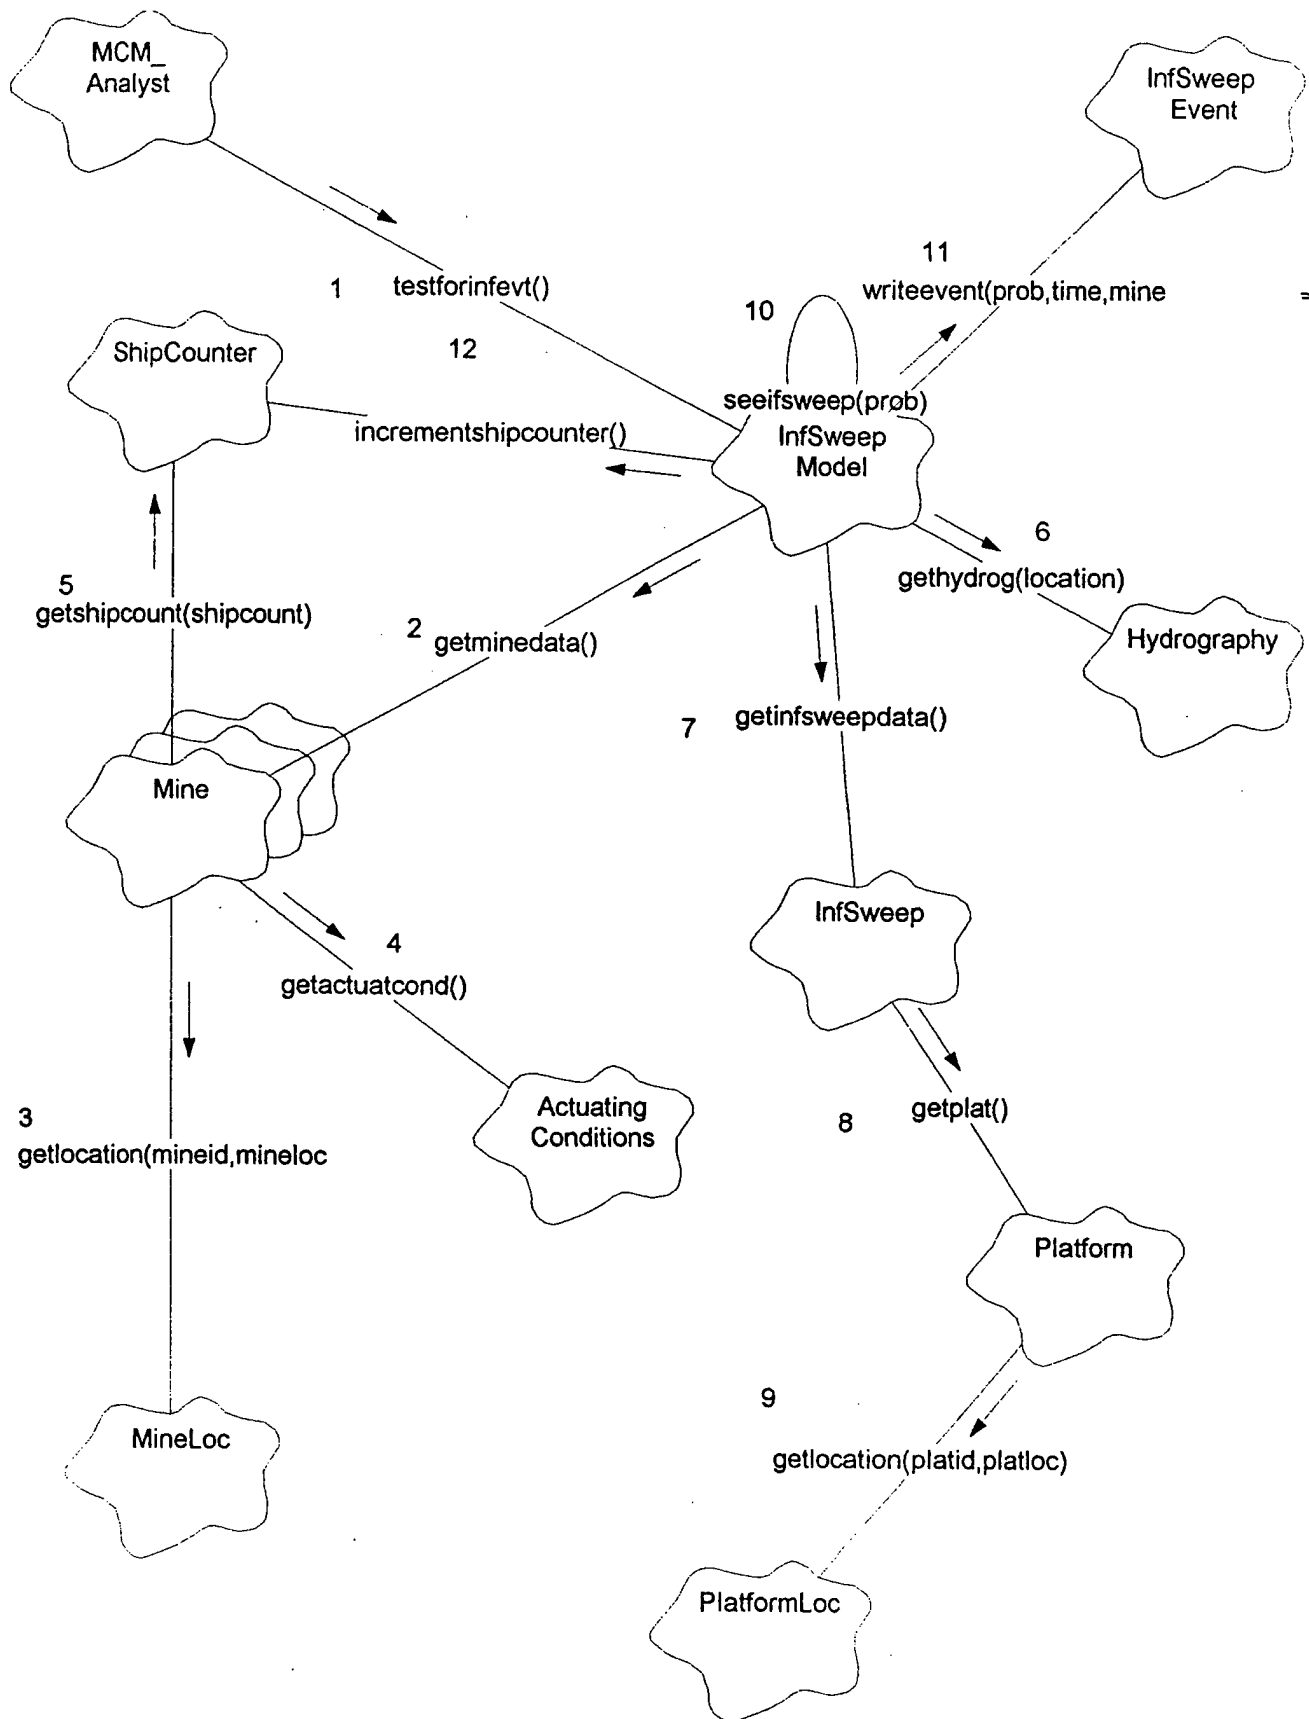 MCM_
Analyst
InfSweep
Event
11
1
testforinfevt()
writeevent(prob,time,mine
=
10
12
ShipCounter
seeifsweep(prob)
incrementshipcounter()
InfSweep
Model
6
5
gethydrog(location)
getshipcount(shipcount)
2
getminedata()
Hydrography
7
getinfsweepdata()
Mine
InfSweep
4
getactuatcond()
3
Actuating
Conditions
8
getplat()
getlocation(mineid,mineloc
Platform
9
MineLoc
getlocation(platid,platloc)
PlatformLoc